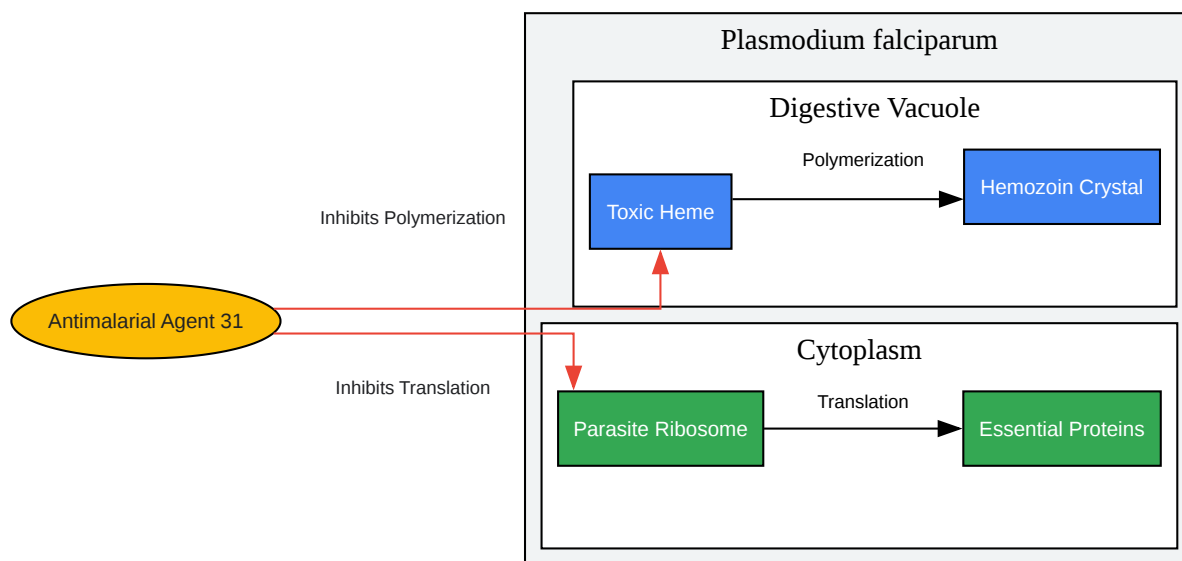 Plasmodium falciparum
Digestive Vacuole
Polymerization
Hemozoin Crystal
Toxic Heme
Inhibits Polymerization
Antimalarial Agent 31
Cytoplasm
Inhibits Translation
Translation
Parasite Ribosome
Essential Proteins